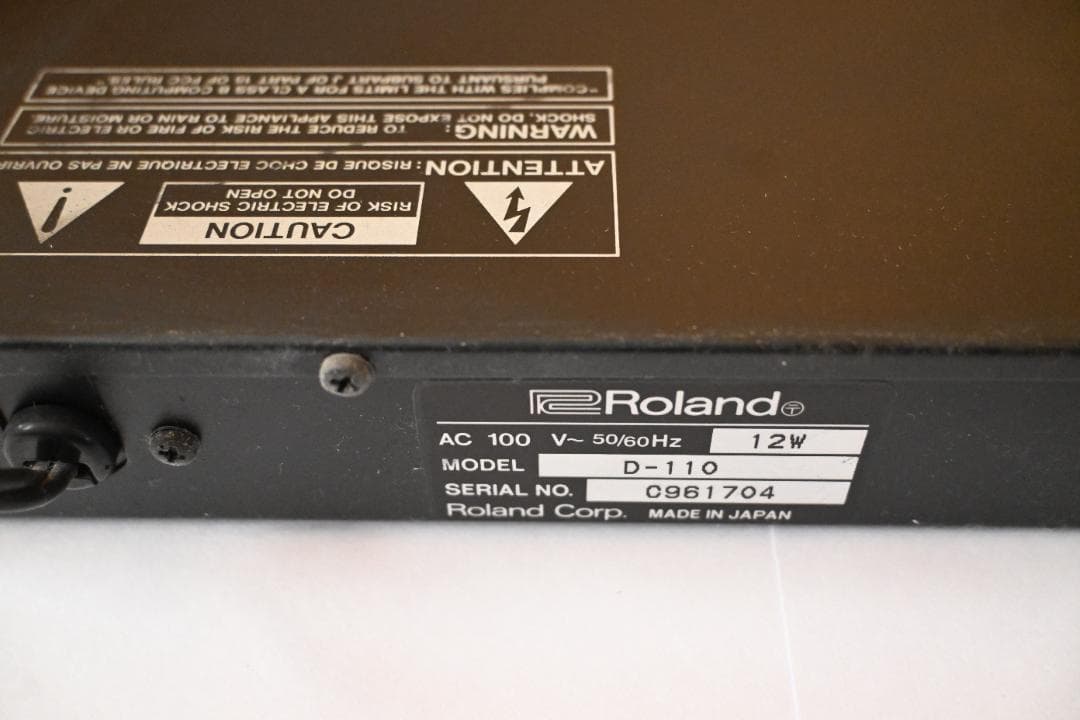 "COMPLIES WITH THE LIMITS FOR A CLASS B COMPUTING DEVICE
PURSUANT TO SUBPART J OF PART 15 OF FCC RULES."
WARNING: TO REDUCE THE RISK OF FIRE OR ELECTRIC
SHOCK, DO NOT EXPOSE THIS APPLIANCE TO RAIN OR MOISTURE.
ATTENTION: RISQUE DE CHOC ELECTRIQUE NE PAS OUVRIR
RISK OF ELECTRIC SHOCK
DO NOT OPEN
CAUTION
Roland
AC 100 V~ 50/60Hz 12W
MODEL D-110
SERIAL NO. C961704
Roland Corp. MADE IN JAPAN